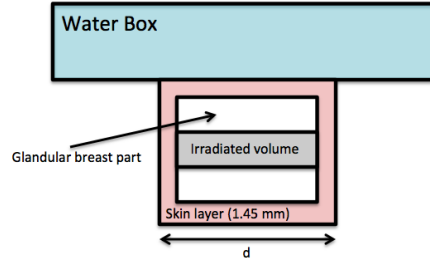 Water Box
Glandular breast part
Irradiated volume
Skin layer (1.45 mm)
d